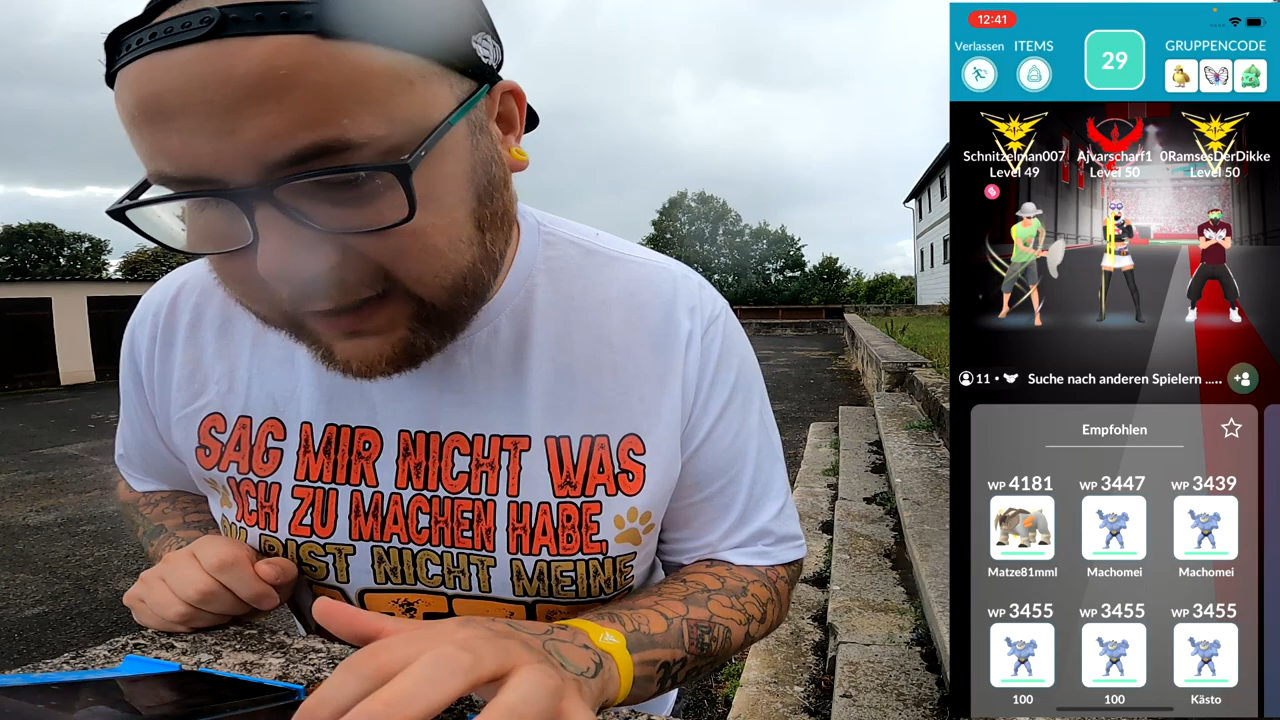 SAG MIR NICHT WAS
ICH ZU MACHEN HABE,
DU BIST NICHT MEINE
12:41
Verlassen
ITEMS
29
GRUPPENCODE
Schnitzelman007
Level 49
Ajvarscharf1
Level 50
0RamsesDerDikke
Level 50
11 • Suche nach anderen Spielern .....
Empfohlen
WP 4181
WP 3447
WP 3439
Matze81mml
Machomei
Machomei
WP 3455
WP 3455
WP 3455
100
100
Kästo